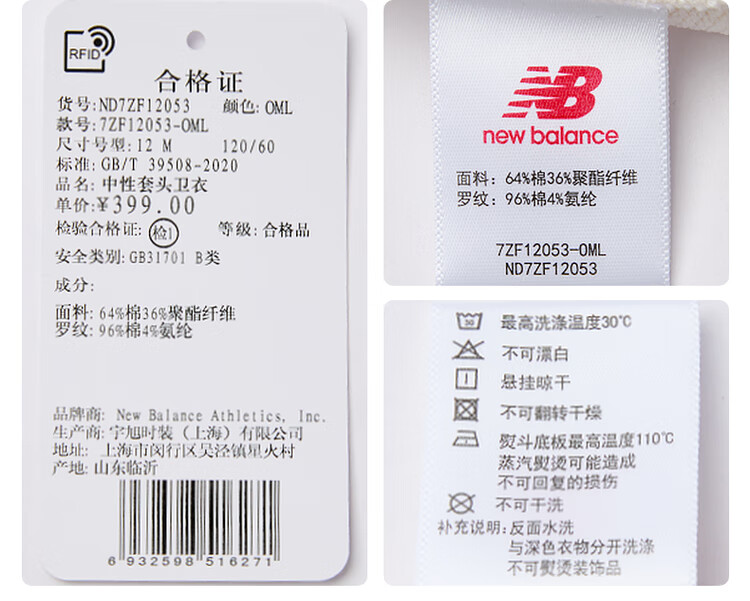 RFID
合格证
货号:ND7ZF12053 颜色:OML
款号:7ZF12053-OML
尺寸号型:12 M 120/60
标准:GB/T 39508-2020
品名:中性套头卫衣
单价:¥399.00
检验合格证: 检1 等级:合格品
安全类别:GB31701 B类
成分:
面料:64%棉36%聚酯纤维
罗纹:96%棉4%氨纶
品牌商: New Balance Athletics, Inc.
生产商:宇旭时装(上海)有限公司
地址: 上海市闵行区吴泾镇星火村
产地:山东临沂
6 932598 516271
new balance
面料: 64%棉36%聚酯纤维
罗纹: 96%棉4%氨纶
7ZF12053-OML
ND7ZF12053
30 最高洗涤温度30℃
不可漂白
悬挂晾干
不可翻转干燥
熨斗底板最高温度110℃
蒸汽熨烫可能造成
不可回复的损伤
不可干洗
补充说明:反面水洗
与深色衣物分开洗涤
不可熨烫装饰品